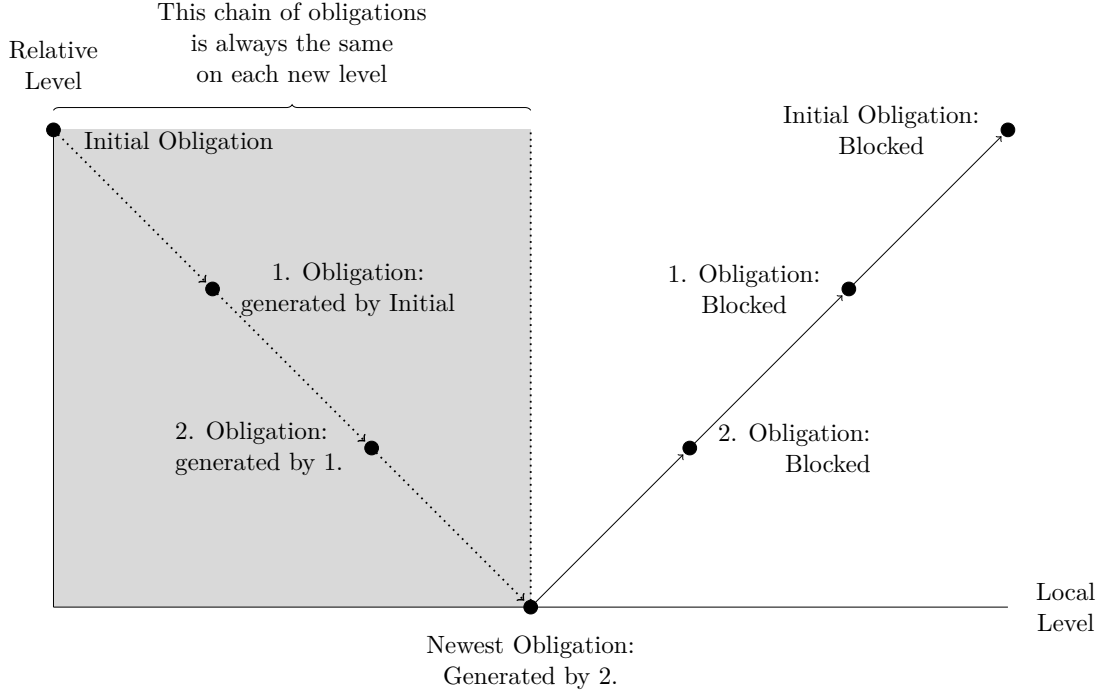 This chain of obligations
is always the same
on each new level
Relative
Level
Initial Obligation
Initial Obligation:
Blocked
1. Obligation:
generated by Initial
1. Obligation:
Blocked
2. Obligation:
generated by 1.
2. Obligation:
Blocked
Local
Level
Newest Obligation:
Generated by 2.